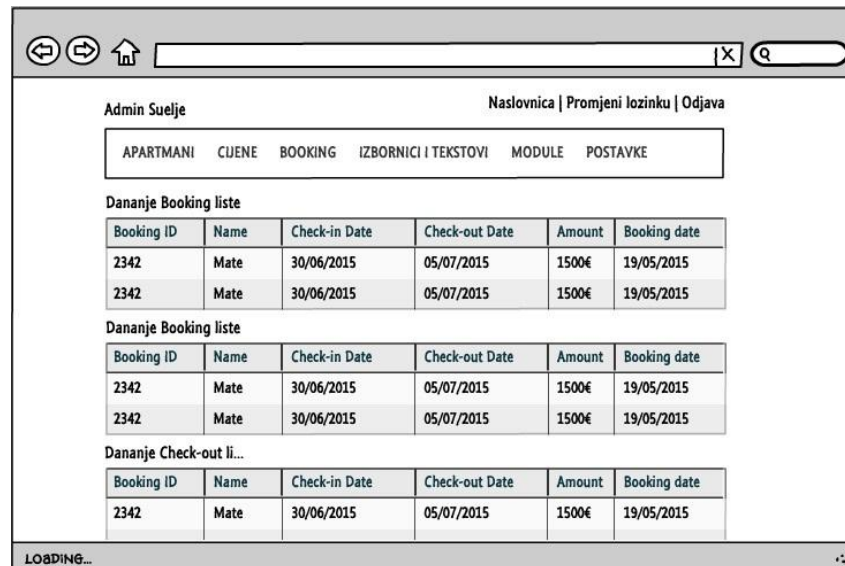 Admin Suelje
Naslovnica | Promjeni lozinku | Odjava
APARTMANI CIJENE BOOKING IZBORNICI I TEKSTOVI MODULE POSTAVKE
Dananje Booking liste
Booking ID Name Check-in Date Check-out Date Amount Booking date
2342 Mate 30/06/2015 05/07/2015 1500€ 19/05/2015
2342 Mate 30/06/2015 05/07/2015 1500€ 19/05/2015
Dananje Booking liste
Booking ID Name Check-in Date Check-out Date Amount Booking date
2342 Mate 30/06/2015 05/07/2015 1500€ 19/05/2015
2342 Mate 30/06/2015 05/07/2015 1500€ 19/05/2015
Dananje Check-out li...
Booking ID Name Check-in Date Check-out Date Amount Booking date
2342 Mate 30/06/2015 05/07/2015 1500€ 19/05/2015
LOADING...